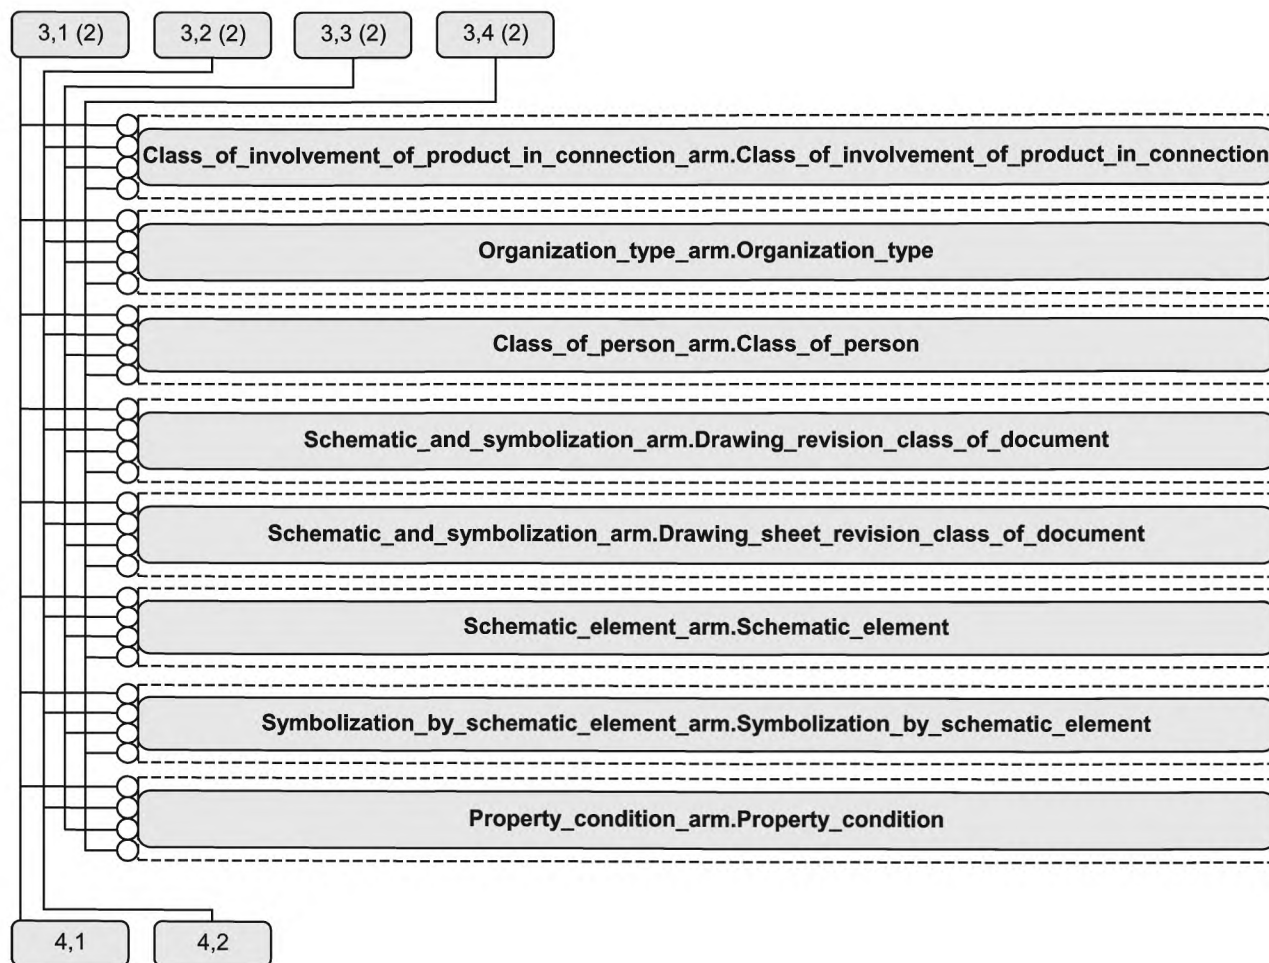 3,1 (2) 3,2 (2) 3,3 (2) 3,4 (2)
Class_of_involvement_of_product_in_connection_arm.Class_of_involvement_of_product_in_connection
Organization_type_arm.Organization_type
Class_of_person_arm.Class_of_person
Schematic_and_symbolization_arm.Drawing_revision_class_of_document
Schematic_and_symbolization_arm.Drawing_sheet_revision_class_of_document
Schematic_element_arm.Schematic_element
Symbolization_by_schematic_element_arm.Symbolization_by_schematic_element
Property_condition_arm.Property_condition
4,1 4,2